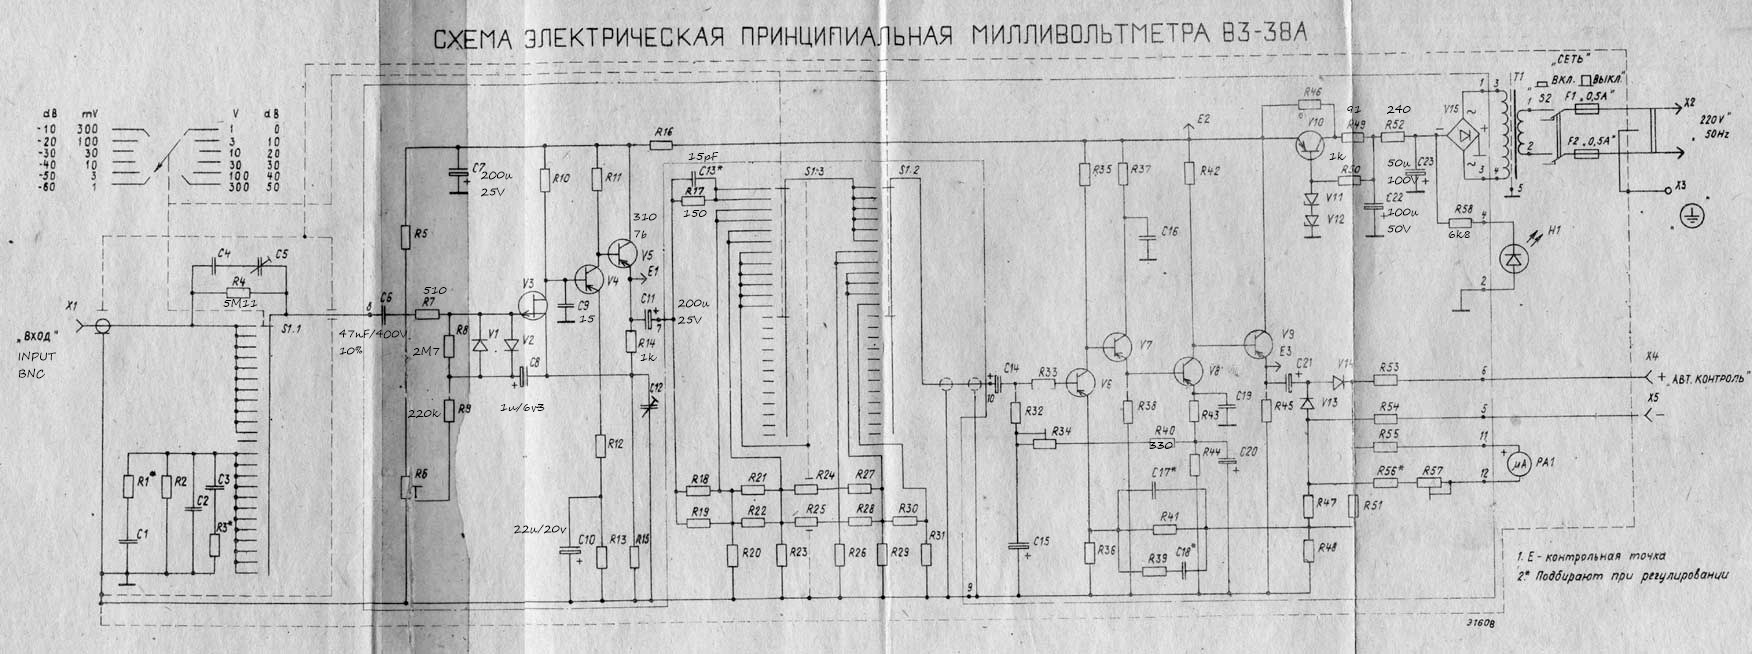 СХЕМА ЭЛЕКТРИЧЕСКАЯ ПРИНЦИПИАЛЬНАЯ МИЛЛИВОЛЬТМЕТРА В3-38А
дВ mV V дВ
-10 300 1 0
-20 100 3 10
-30 30 10 20
-40 10 30 30
-50 3 100 40
-60 1 300 50
„СЕТЬ"
ВКЛ. ВЫКЛ."
T1
S2
F1 „0,5A"
F2 „0,5A"
X2
220V
50Hz
X3
1
2
3
4
5
V15
~
+
-
~
R46
V10
91
R49
240
R52
1k
R50
V11
V12
C22
100u
50V
50u
C23
100V
R58
6k8
4
2
H1
E2
R16
C7
200u
25V
R10
R11
310
7b
V5
E1
V4
V3
C9
15
C11
200u
25V
7
R14
1k
C12
15pF
C13*
R17
150
S1.3
S1.2
R35
R37
R42
C16
C4
C5
R4
5M11
S1.1
X1
„ВХОД"
INPUT
BNC
8
C6
47nF/400V
10%
510
R7
R5
R8
2M7
V1
V2
C8
1u/6v3
R9
220k
R6
R12
22u/20v
C10
R13
R15
R1*
R2
C3
C2
R3*
C1
R18
R21
R24
R27
R19
R22
R25
R28
R30
R20
R23
R26
R29
R31
C14
10
R33
R32
R34
V7
V6
V8
V9
E3
C21
V14
V13
R38
R43
C19
R45
R40
330
R44
C20
C17*
R41
R39
C18*
R36
C15
9
R47
R48
R51
R53
6
R54
5
R55
11
R56*
R57
12
PA1
μA
X4
+ „АВТ. КОНТРОЛЬ"
X5
-
1. Е - контрольная точка
2.* Подбирают при регулировании
Э1608